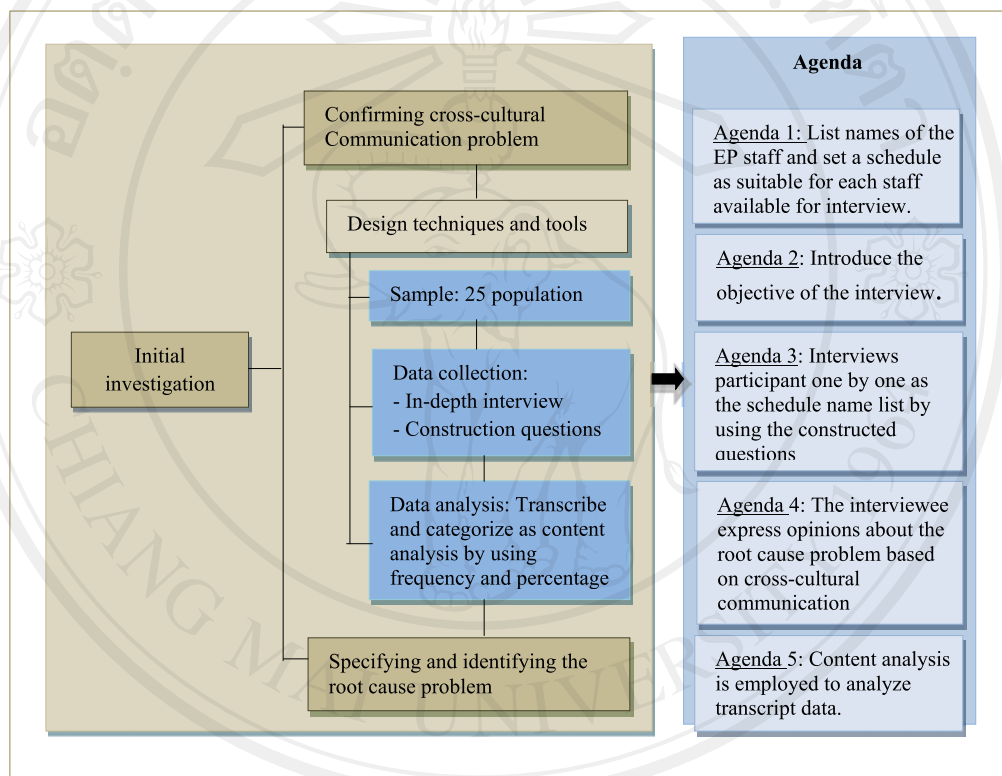 Initial
investigation
Confirming cross-cultural
Communication problem
Design techniques and tools
Sample: 25 population
Data collection:
- In-depth interview
- Construction questions
Data analysis: Transcribe
and categorize as content
analysis by using
frequency and percentage
Specifying and identifying the
root cause problem
Agenda
Agenda 1: List names of the
EP staff and set a schedule
as suitable for each staff
available for interview.
Agenda 2: Introduce the
objective of the interview.
Agenda 3: Interviews
participant one by one as
the schedule name list by
using the constructed
questions
Agenda 4: The interviewee
express opinions about the
root cause problem based
on cross-cultural
communication
Agenda 5: Content analysis
is employed to analyze
transcript data.
CHIANG MAI UNIVERSITY 1964